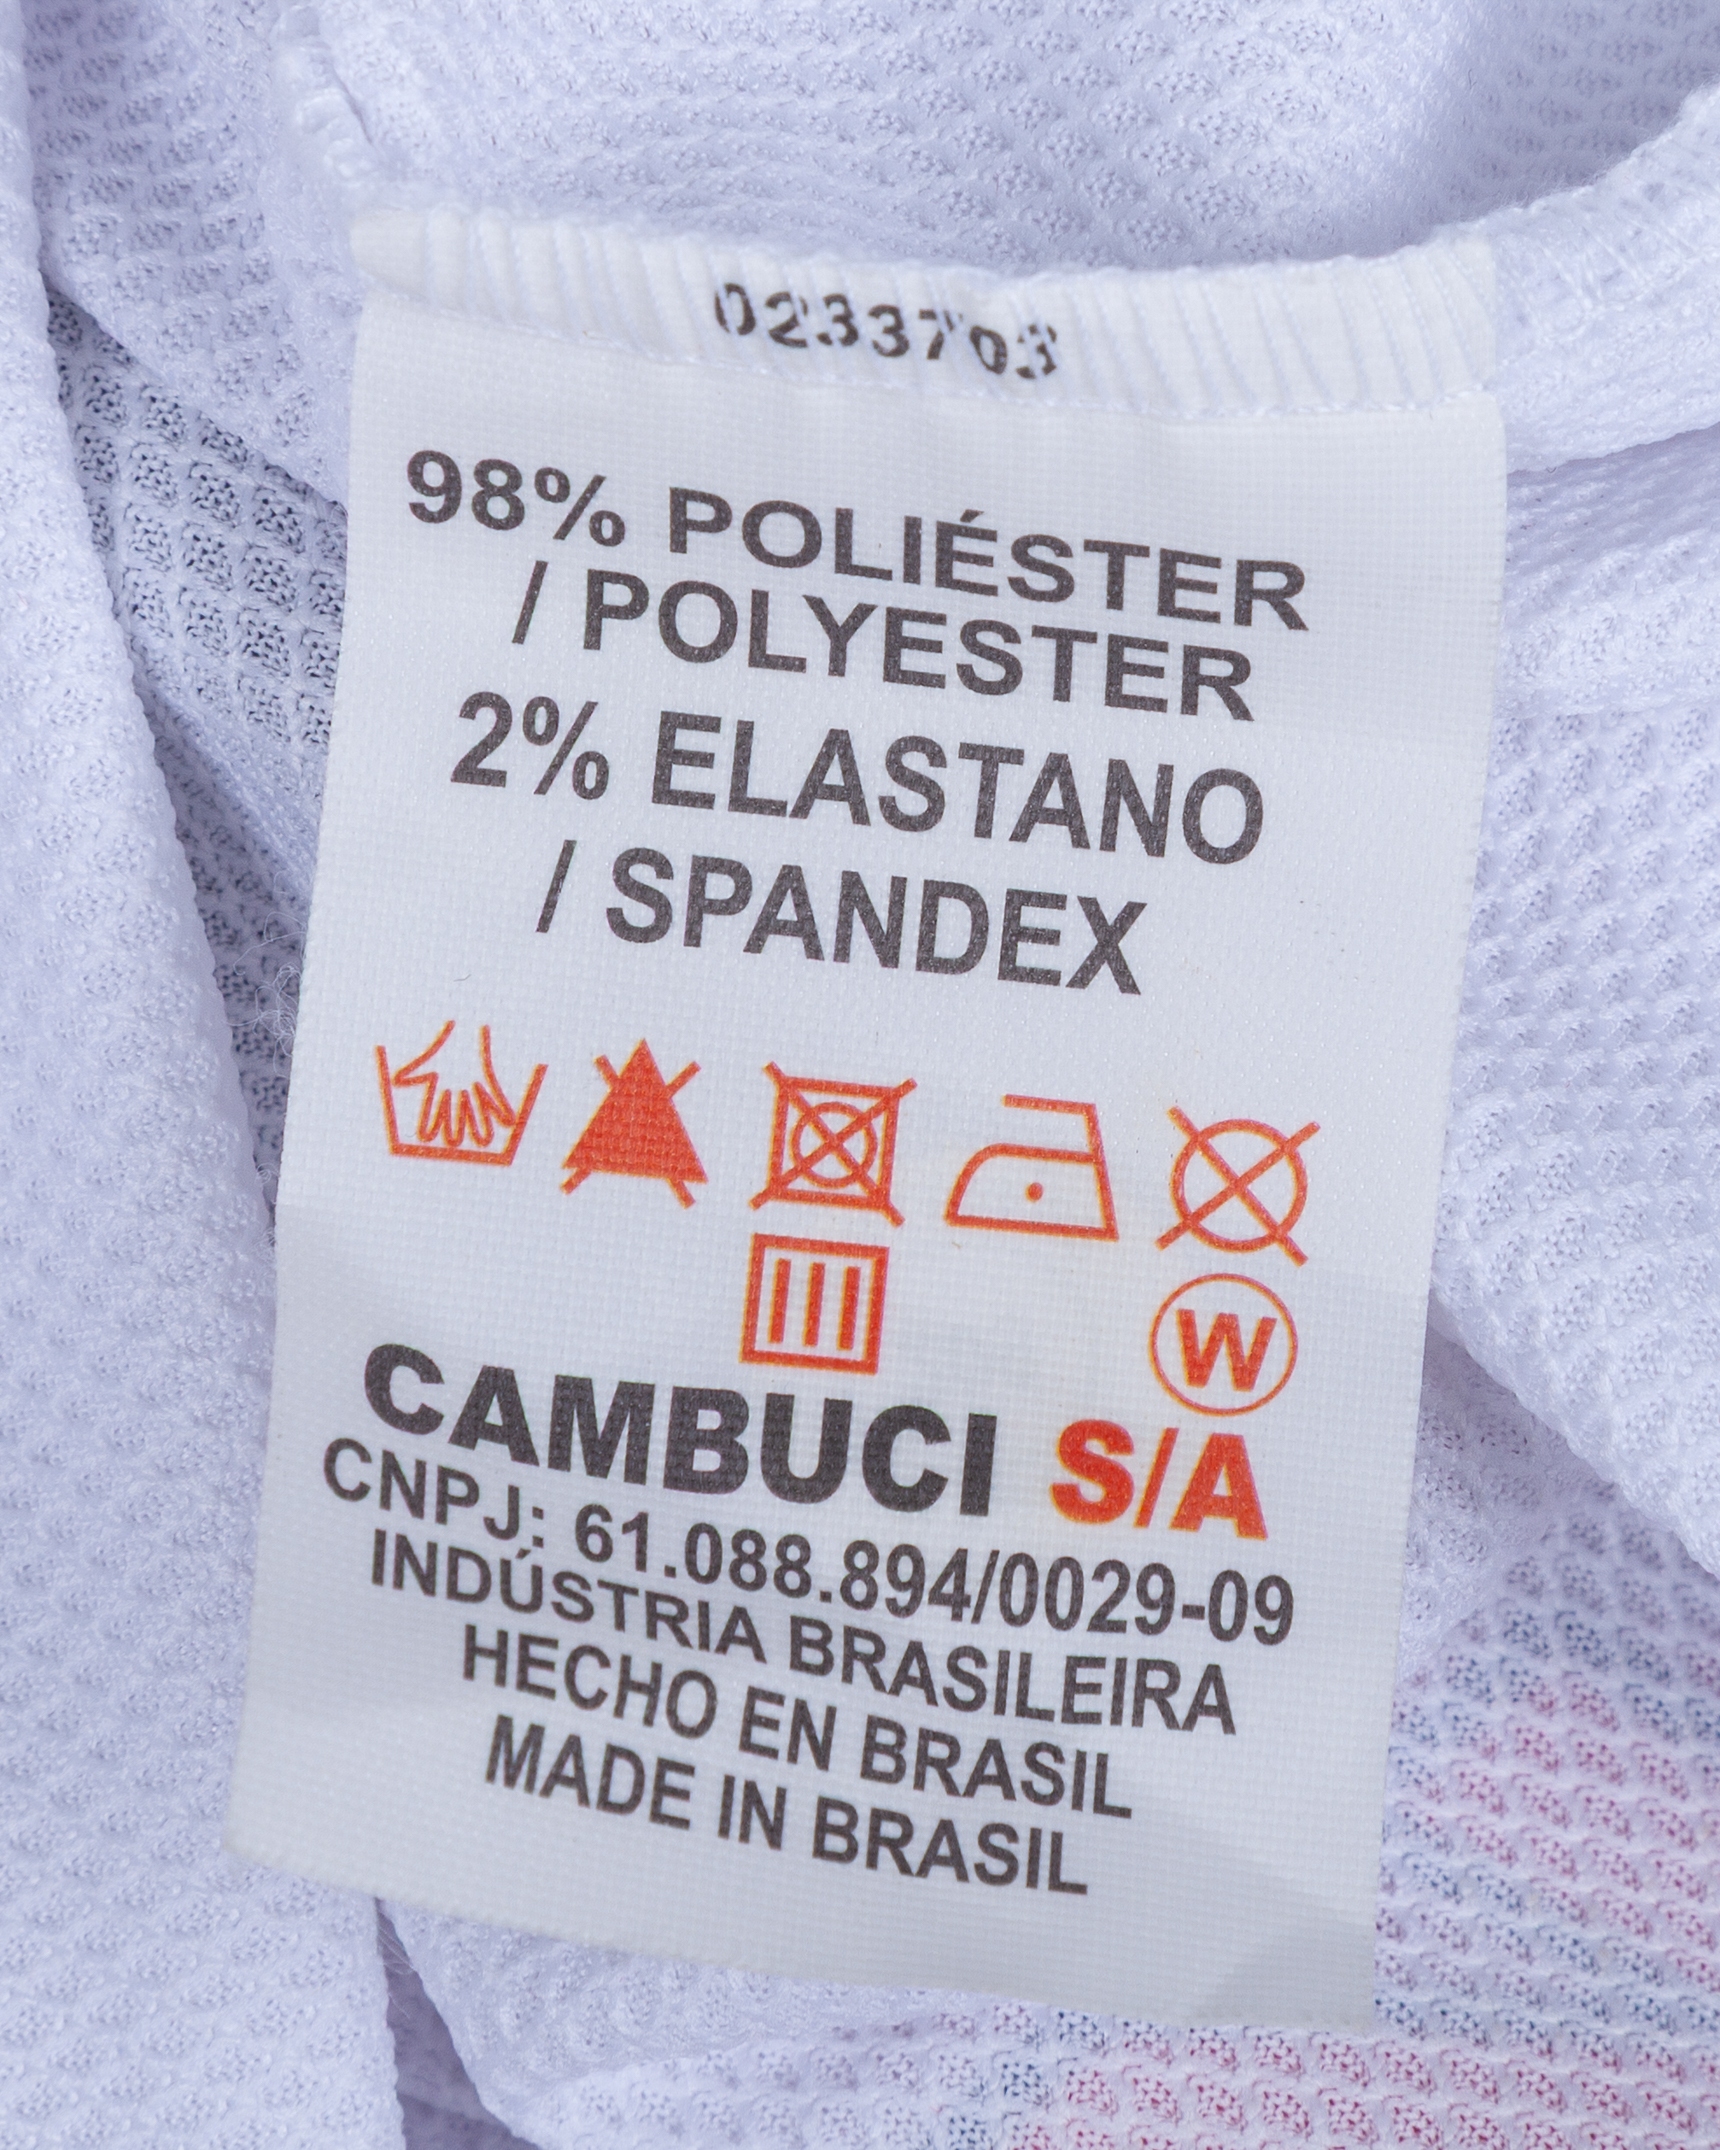 0233703
98% POLIÉSTER
/ POLYESTER
2% ELASTANO
/ SPANDEX
W
CAMBUCI S/A
CNPJ: 61.088.894/0029-09
INDÚSTRIA BRASILEIRA
HECHO EN BRASIL
MADE IN BRASIL